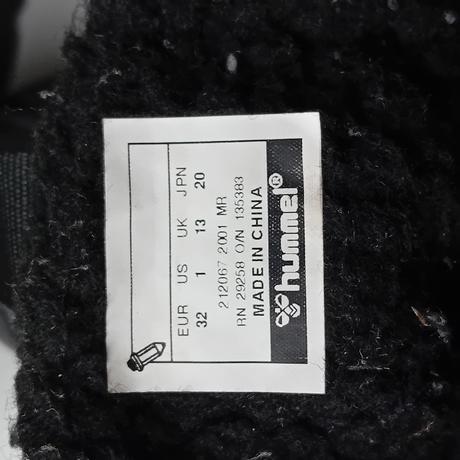 EUR US UK JPN
32 1 13 20
212067 2001 MR
RN 29258 O/N 135383
MADE IN CHINA
hummel®